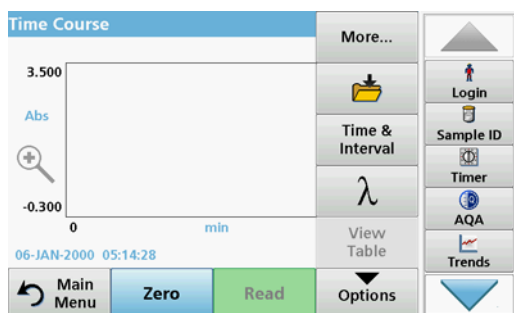 Time Course
More...
3.500
Abs
-0.300
0
min
06-JAN-2000 05:14:28
Time &
Interval
λ
View
Table
Main
Menu
Zero
Read
Options
Login
Sample ID
Timer
AQA
Trends